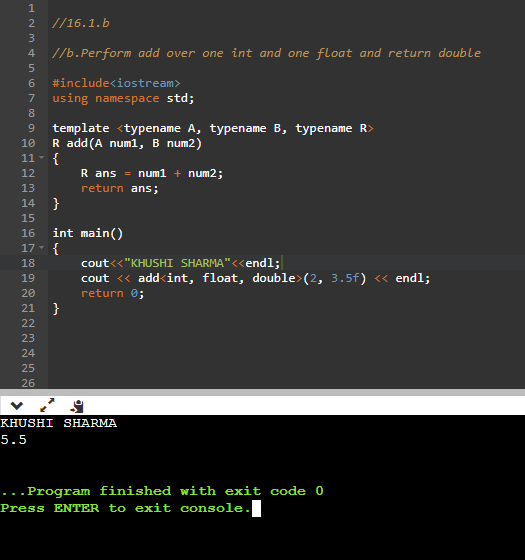 1
2 //16.1.b
3
4 //b.Perform add over one int and one float and return double
5
6 #include<iostream>
7 using namespace std;
8
9 template <typename A, typename B, typename R>
10 R add(A num1, B num2)
11 {
12     R ans = num1 + num2;
13     return ans;
14 }
15
16 int main()
17 {
18     cout<<"KHUSHI SHARMA"<<endl;
19     cout << add<int, float, double>(2, 3.5f) << endl;
20     return 0;
21 }
22
23
24
25
26
KHUSHI SHARMA
5.5
...Program finished with exit code 0
Press ENTER to exit console.